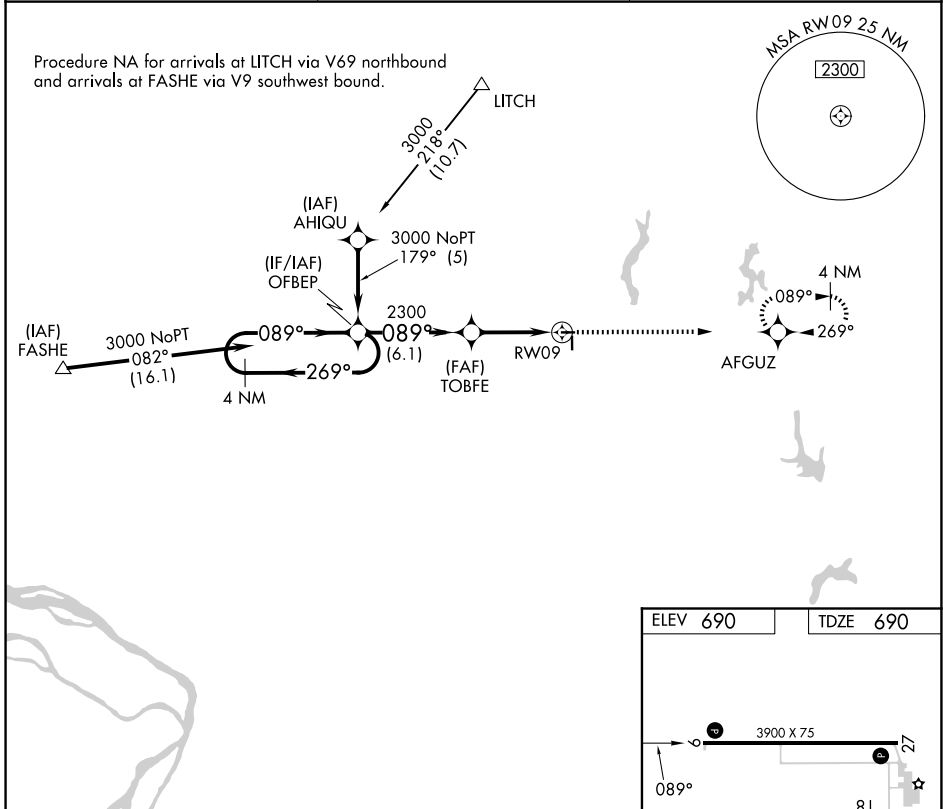 Procedure NA for arrivals at LITCH via V69 northbound
and arrivals at FASHE via V9 southwest bound.
MSA RW09 25 NM
2300
LITCH
3000
218°
(10.7)
(IAF)
AHIQU
3000 NoPT
179° (5)
(IF/IAF)
OFBEP
2300
089°
(6.1)
089°
269°
4 NM
(IAF)
FASHE
3000 NoPT
082°
(16.1)
(FAF)
TOBFE
RW09
4 NM
089°
269°
AFGUZ
ELEV 690
TDZE 690
P
3900 X 75
9
27
P
089°
18